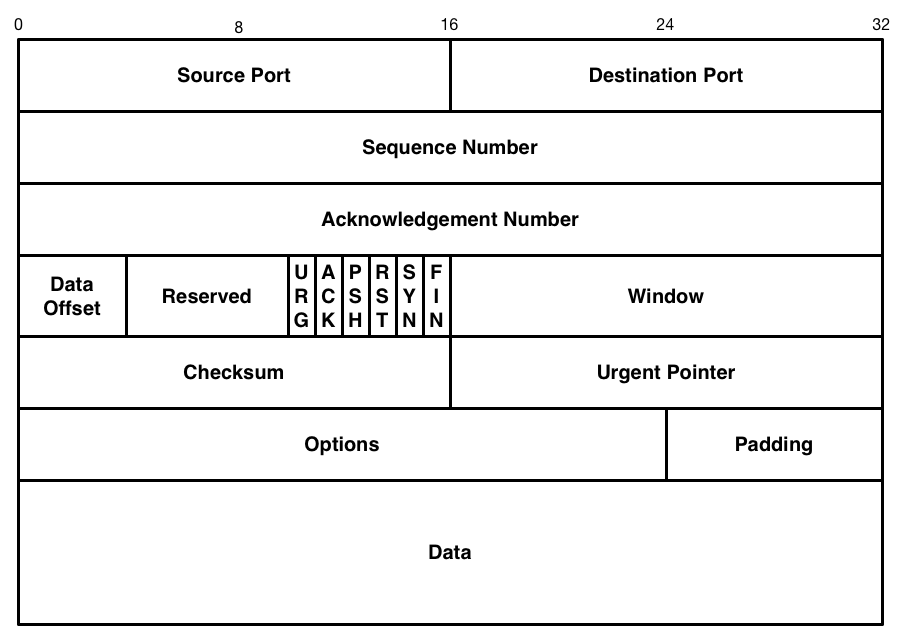 0 8 16 24 32
Source Port Destination Port
Sequence Number
Acknowledgement Number
Data Offset Reserved URG ACK PSH RST SYN FIN Window
Checksum Urgent Pointer
Options Padding
Data